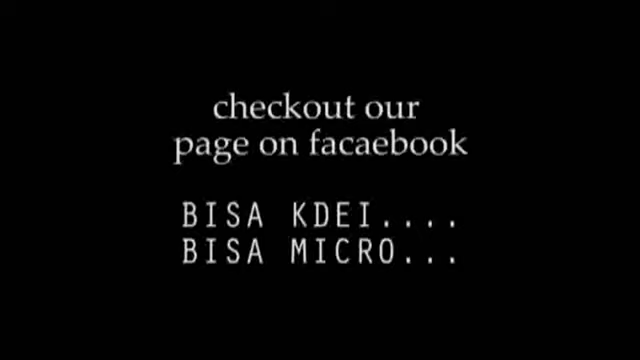 checkout our
page on facaebook
BISA KDEI....
BISA MICRO...